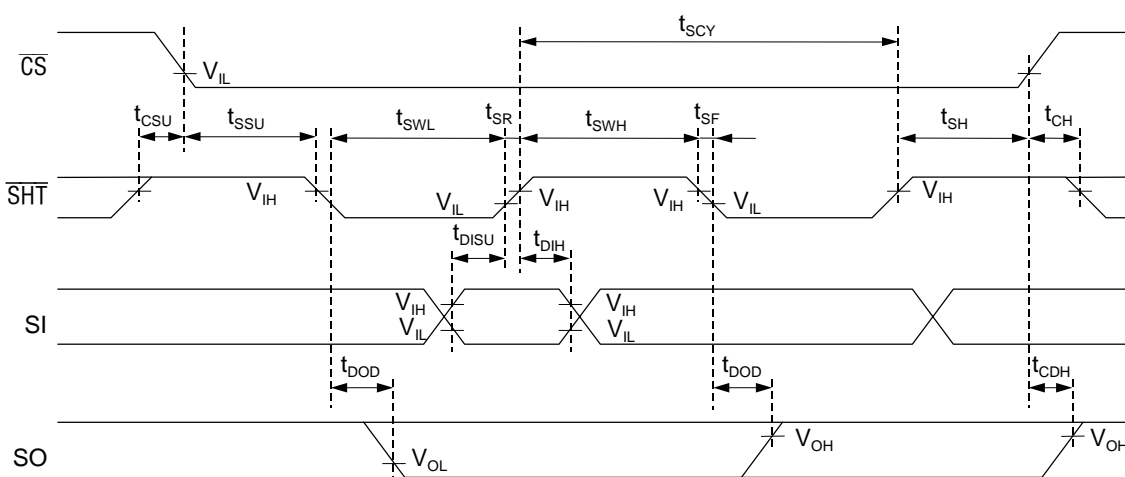 tSCY
CS
VIL
tCSU tSSU tSWL tSR tSWH tSF tSH tCH
SHT
VIH VIL VIH VIH VIL VIH
tDISU tDIH
SI
VIH VIH
VIL VIL
tDOD tDOD tCDH
SO
VOL VOH VOH